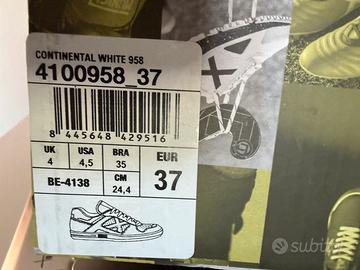 CONTINENTAL WHITE 958
4100958_37
8 445648 429516
UK USA BRA EUR
4 4,5 35 37
BE-4138 CM 24,4
subito